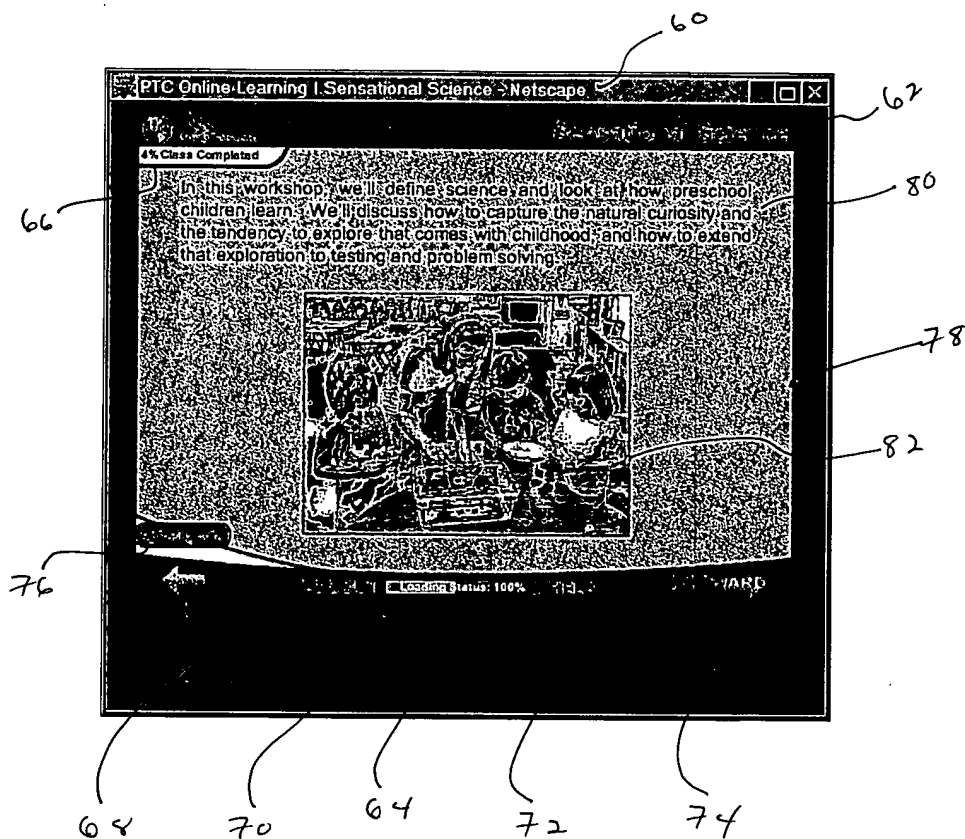 60
PTC Online Learning | Sensational Science - Netscape
62
Sensational Science
4% Class Completed
66
In this workshop, we'll define science and look at how preschool
children learn. We'll discuss how to capture the natural curiosity and
the tendency to explore that comes with childhood, and how to extend
that exploration to testing and problem solving.
80
78
82
76
Loading Status: 100%
68
70
64
72
74